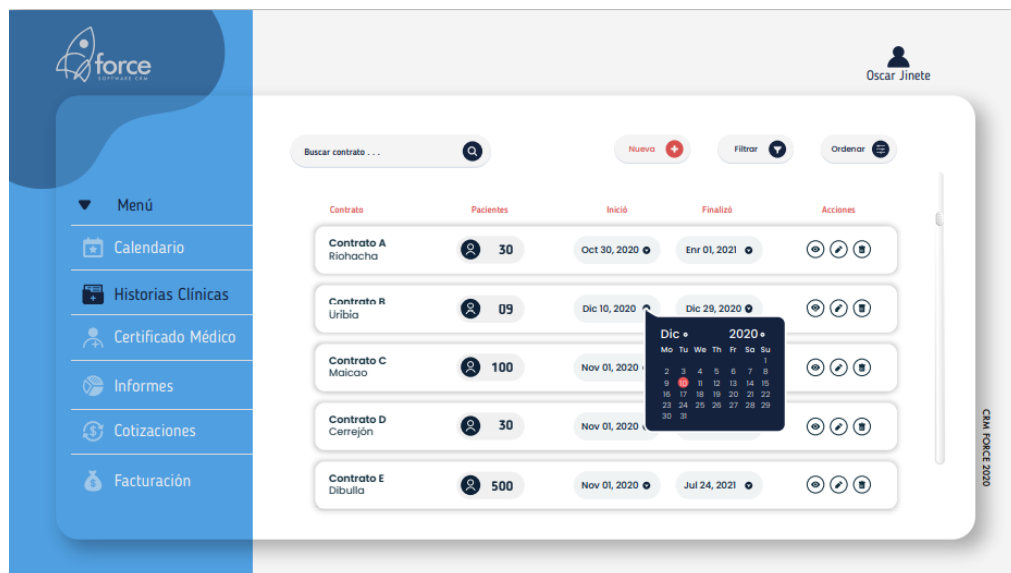 force
SOFTWARE CRM
Oscar Jinete
Buscar contrato . . .
Nueva
Filtrar
Ordenar
Menú
Calendario
Historias Clínicas
Certificado Médico
Informes
Cotizaciones
Facturación
Contrato Pacientes Inició Finalizó Acciones
Contrato A
Riohacha
30 Oct 30, 2020 Enr 01, 2021
Contrato B
Uribia
09 Dic 10, 2020 Dic 29, 2020
Contrato C
Maicao
100 Nov 01, 2020
Contrato D
Cerrejón
30 Nov 01, 2020
Contrato E
Dibulla
500 Nov 01, 2020 Jul 24, 2021
Dic 2020
Mo Tu We Th Fr Sa Su
1
2 3 4 5 6 7 8
9 10 11 12 13 14 15
16 17 18 19 20 21 22
23 24 25 26 27 28 29
30 31
CRM FORCE 2020